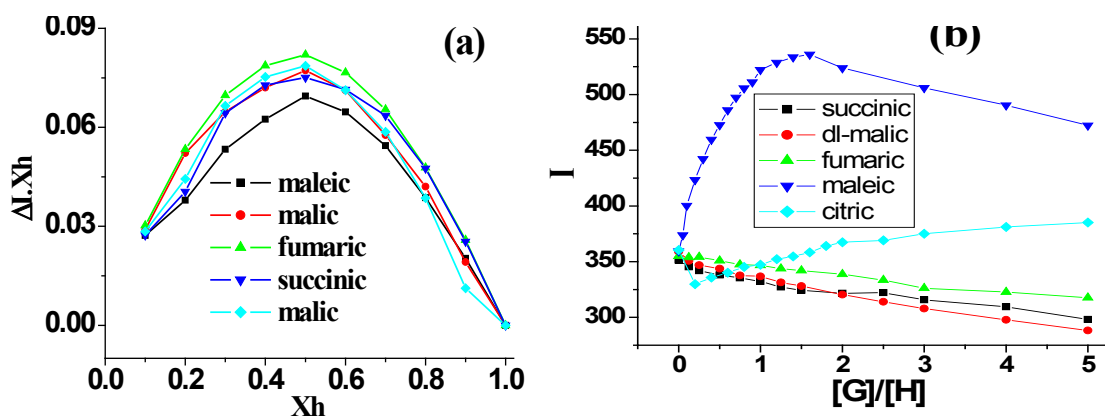 (a)
0.09
0.06
0.03
0.00
ΔI.Xh
maleic
malic
fumaric
succinic
malic
0.0 0.2 0.4 0.6 0.8 1.0
Xh
(b)
550
500
450
400
350
300
I
succinic
dl-malic
fumaric
maleic
citric
0 1 2 3 4 5
[G]/[H]